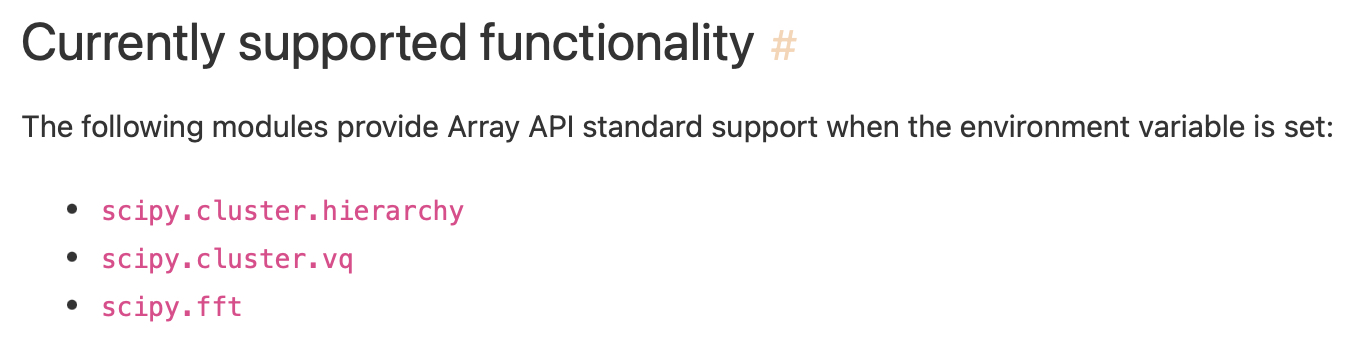 Currently supported functionality #
The following modules provide Array API standard support when the environment variable is set:
• scipy.cluster.hierarchy
• scipy.cluster.vq
• scipy.fft